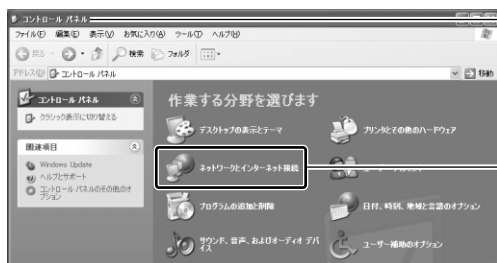 コントロール パネル
ファイル(F) 編集(E) 表示(V) お気に入り(A) ツール(T) ヘルプ(H)
戻る 検索 フォルダ
アドレス(D) コントロール パネル 移動
コントロール パネル
クラシック表示に切り替える
関連項目
Windows Update
ヘルプとサポート
コントロール パネルのその他のオプション
作業する分野を選びます
デスクトップの表示とテーマ
プリンタとその他のハードウェア
ネットワークとインターネット接続
ユーザー アカウント
プログラムの追加と削除
日付、時刻、地域と言語のオプション
サウンド、音声、およびオーディオ デバイス
ユーザー補助のオプション